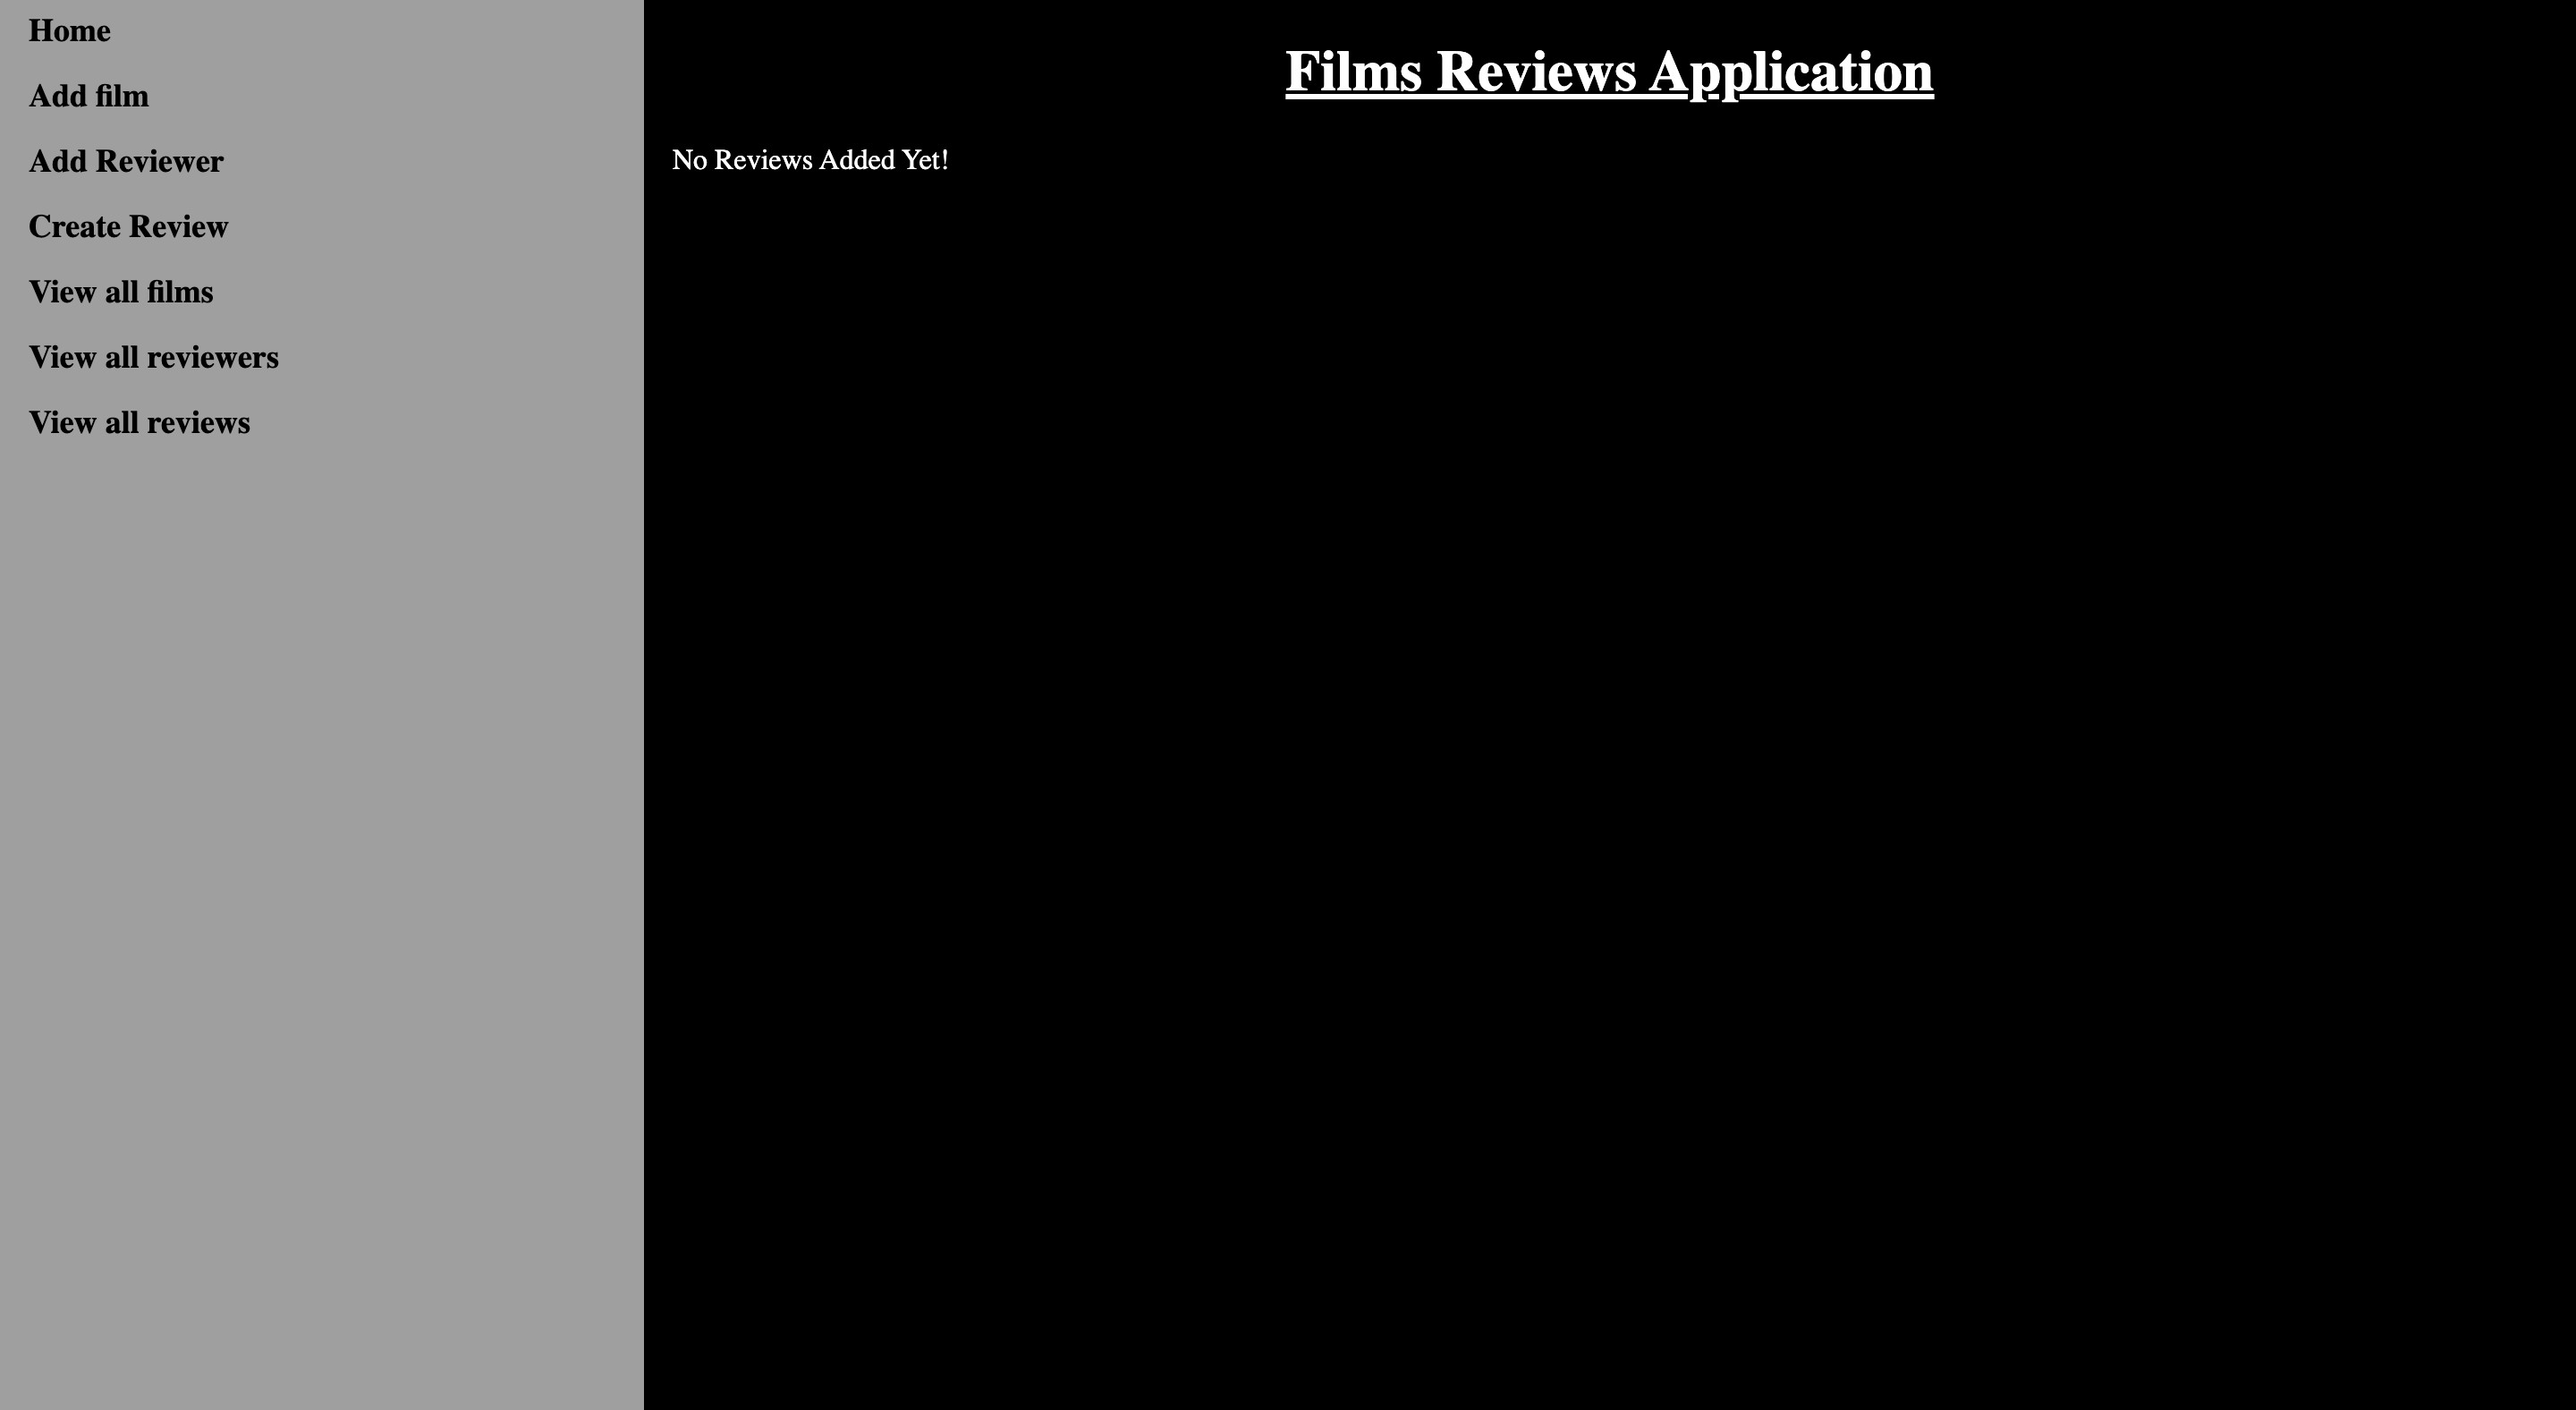 Home
Add film
Add Reviewer
Create Review
View all films
View all reviewers
View all reviews
Films Reviews Application
No Reviews Added Yet!